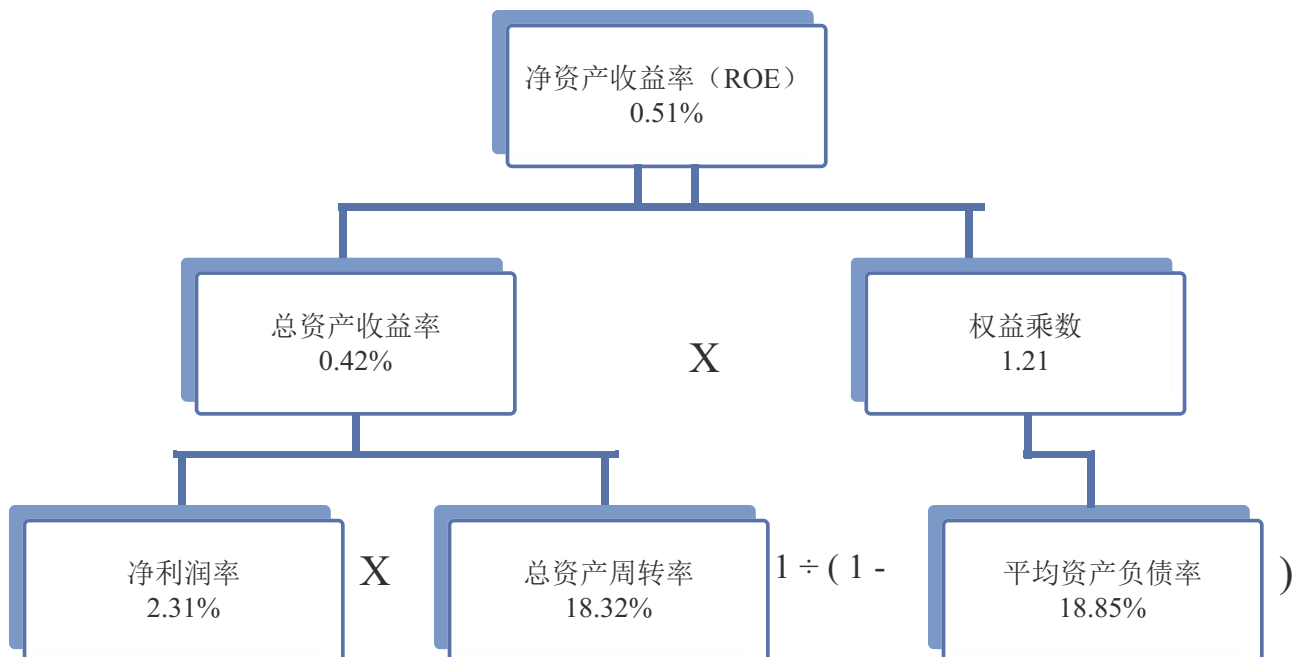 净资产收益率（ROE）
0.51%
总资产收益率
0.42%
X
权益乘数
1.21
净利润率
2.31%
X
总资产周转率
18.32%
1 ÷ ( 1 -
平均资产负债率
18.85%
)